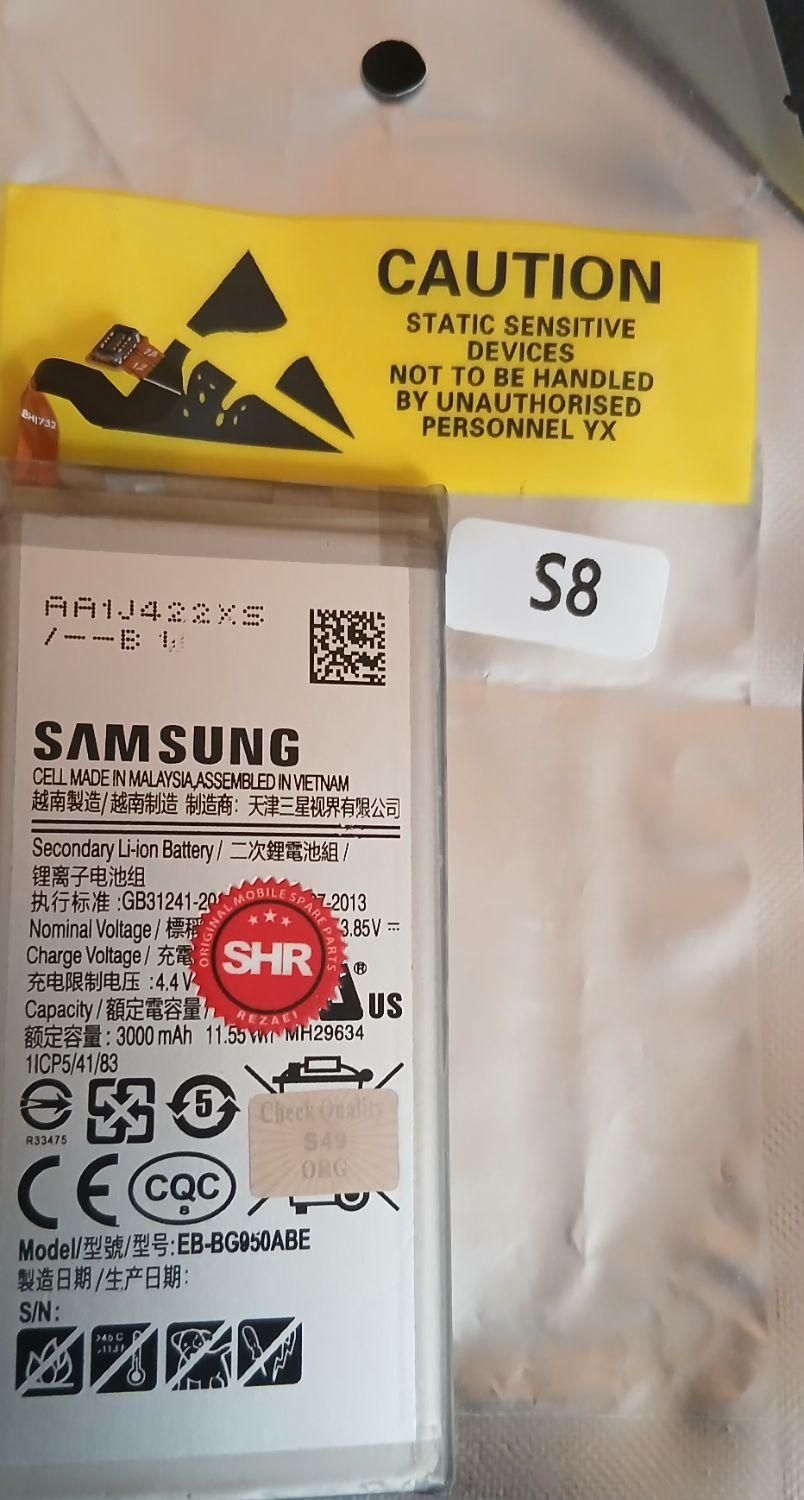 CAUTION
STATIC SENSITIVE
DEVICES
NOT TO BE HANDLED
BY UNAUTHORISED
PERSONNEL YX
8H1732
S8
AA1J422XS
/--B
SAMSUNG
CELL MADE IN MALAYSIA,ASSEMBLED IN VIETNAM
越南製造/越南制造 制造商: 天津三星视界有限公司
Secondary Li-ion Battery / 二次鋰電池組 /
锂离子电池组
执行标准 :GB31241-20 -2013
Nominal Voltage / 標稱 3.85V
Charge Voltage / 充電
充电限制电压 :4.4V
Capacity / 額定電容量/
额定容量: 3000 mAh 11.55 MH29634
1ICP5/41/83
® US
ORIGINAL MOBILE SPARE PARTS
SHR
REZAEI
R33475
5
Check Quality
S49
ORG
CE
CQC
8
Model/型號/型号: EB-BG950ABE
製造日期 /生产日期:
S/N: